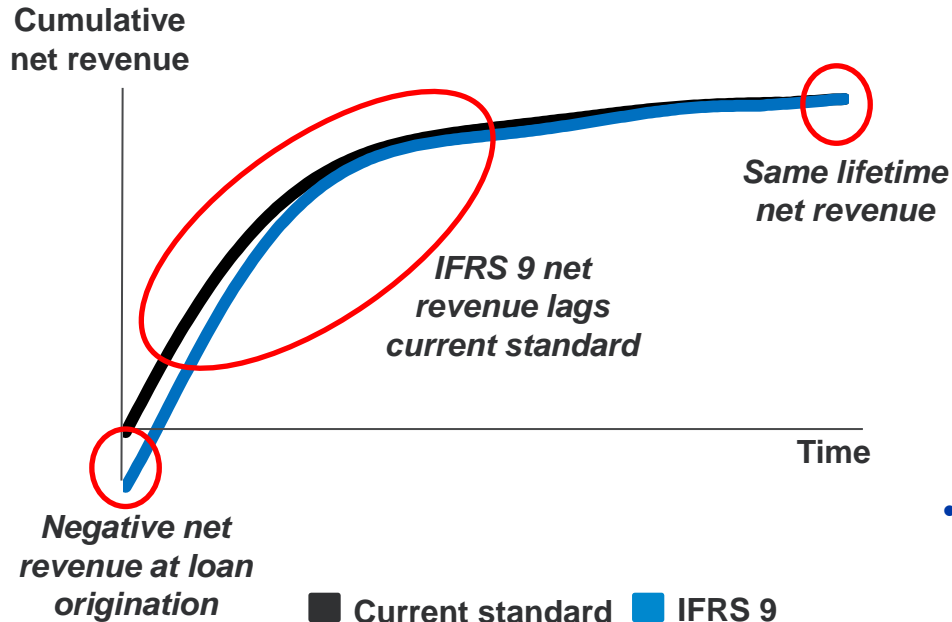 Cumulative
net revenue
Same lifetime
net revenue
IFRS 9 net
revenue lags
current standard
Time
Negative net
revenue at loan
origination
Current standard
IFRS 9
•